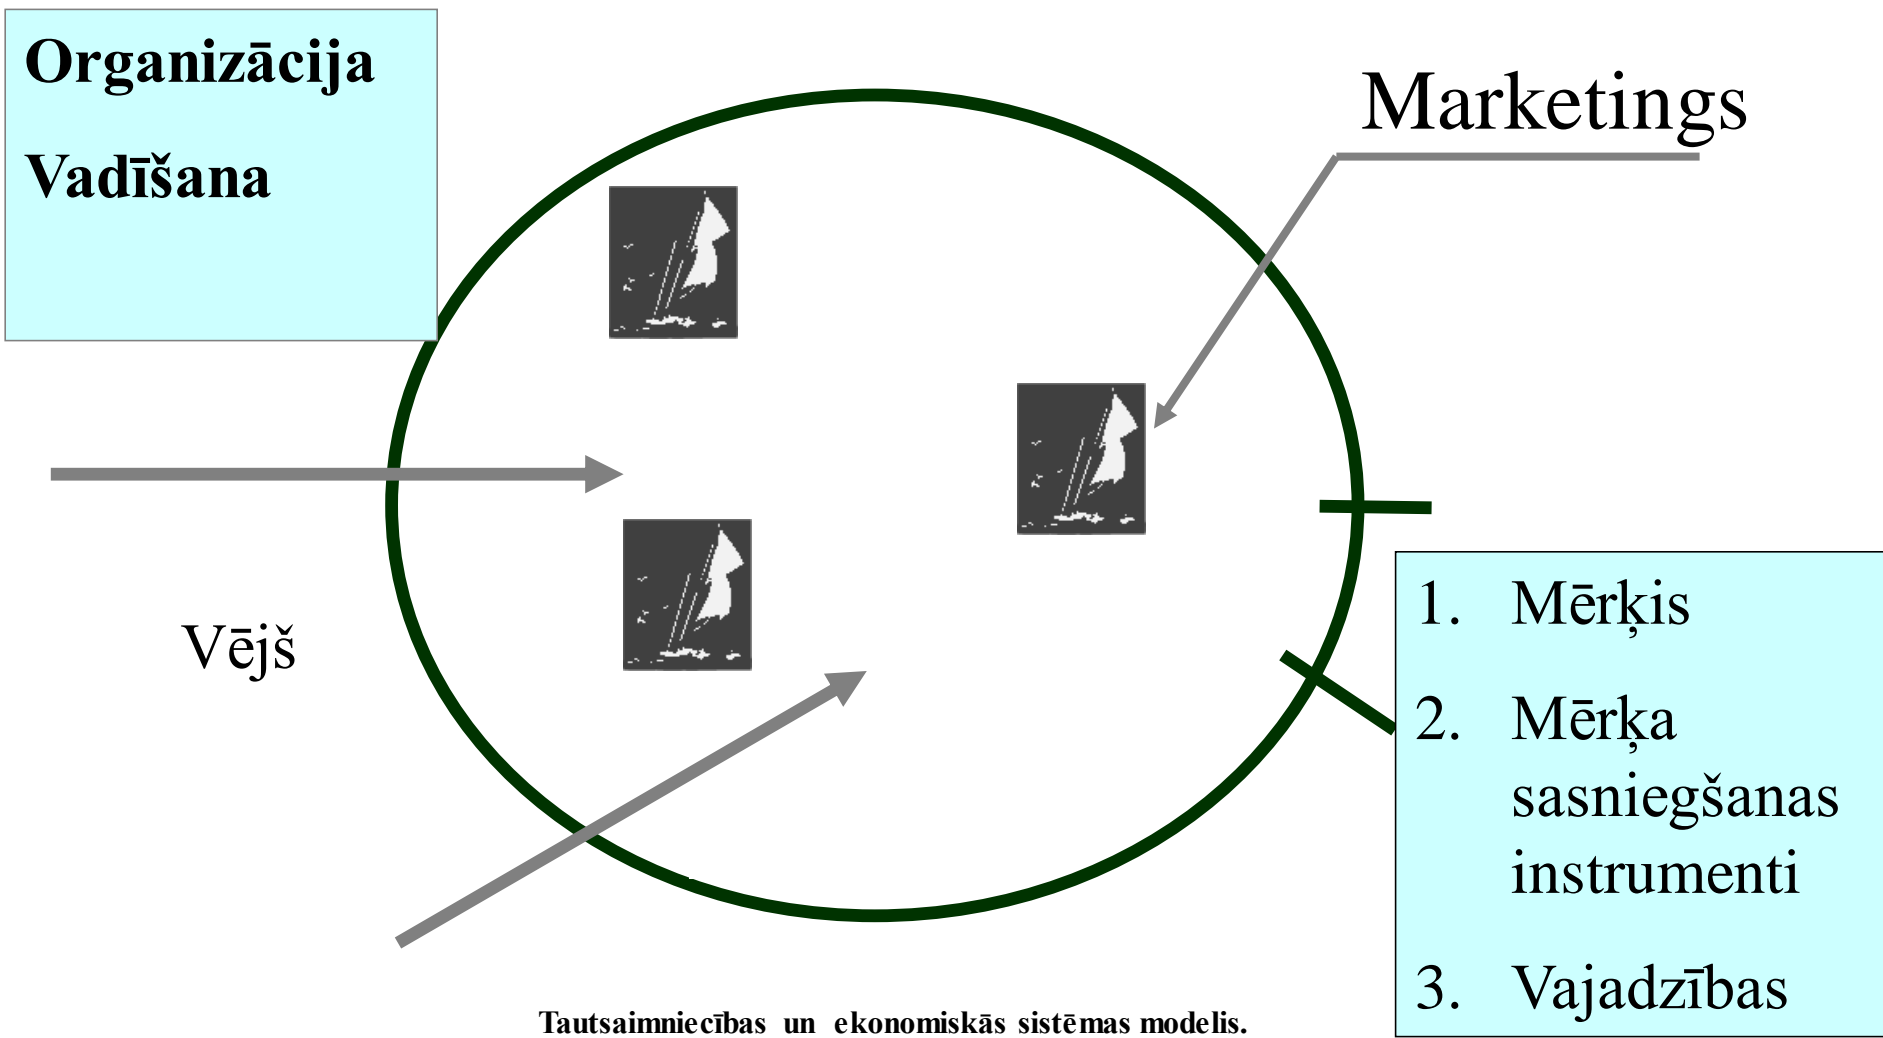 Organizācija
Vadīšana
Marketings
Vējš
1. Mērķis
2. Mērķa
sasniegšanas
instrumenti
3. Vajadzības
Tautsaimniecības un ekonomiskās sistēmas modelis.